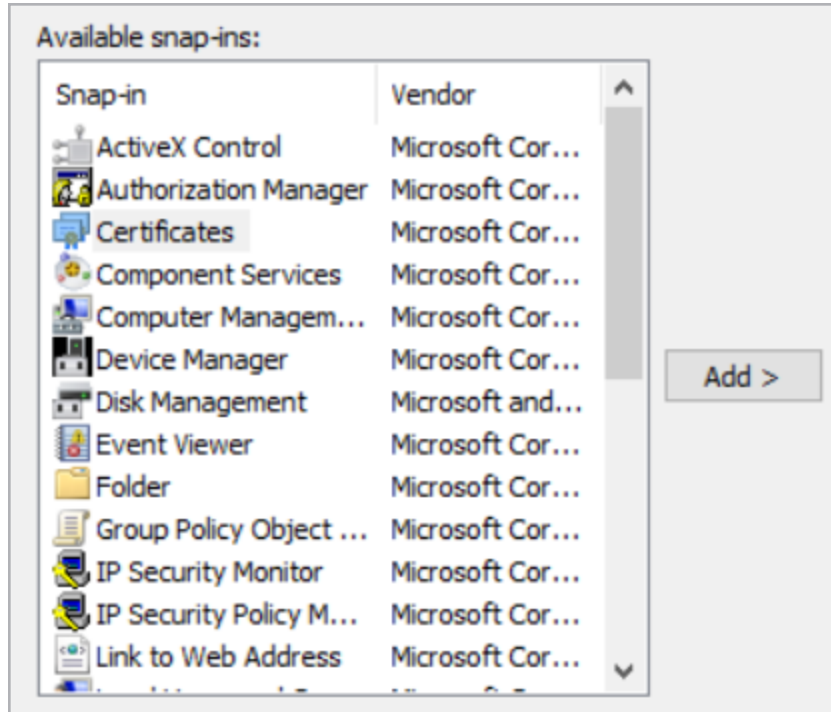 Available snap-ins:
Snap-in Vendor
ActiveX Control Microsoft Cor...
Authorization Manager Microsoft Cor...
Certificates Microsoft Cor...
Component Services Microsoft Cor...
Computer Managem... Microsoft Cor...
Device Manager Microsoft Cor...
Disk Management Microsoft and...
Event Viewer Microsoft Cor...
Folder Microsoft Cor...
Group Policy Object ... Microsoft Cor...
IP Security Monitor Microsoft Cor...
IP Security Policy M... Microsoft Cor...
Link to Web Address Microsoft Cor...
Add >